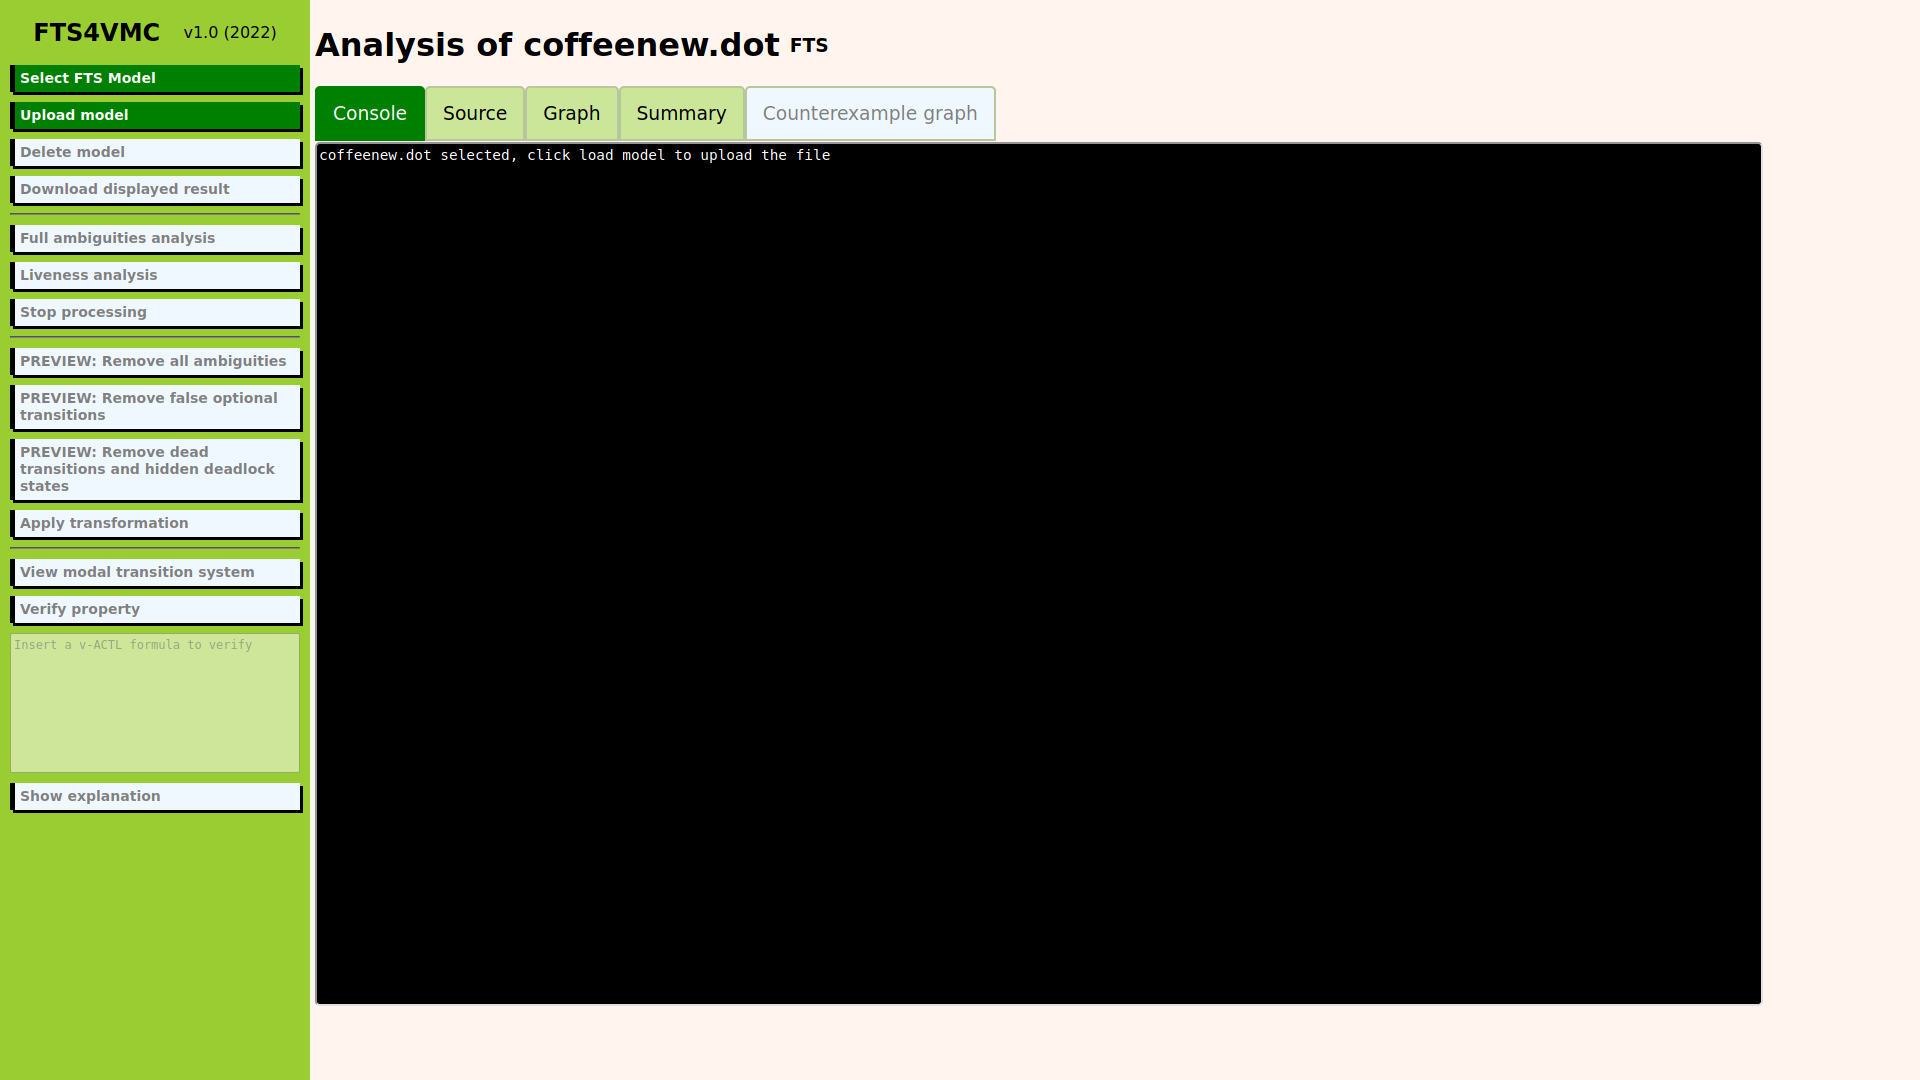 FTS4VMC v1.0 (2022)
Select FTS Model
Upload model
Delete model
Download displayed result
Full ambiguities analysis
Liveness analysis
Stop processing
PREVIEW: Remove all ambiguities
PREVIEW: Remove false optional
transitions
PREVIEW: Remove dead
transitions and hidden deadlock
states
Apply transformation
View modal transition system
Verify property
Insert a v-ACTL formula to verify
Show explanation
Analysis of coffeenew.dot FTS
Console Source Graph Summary Counterexample graph
coffeenew.dot selected, click load model to upload the file